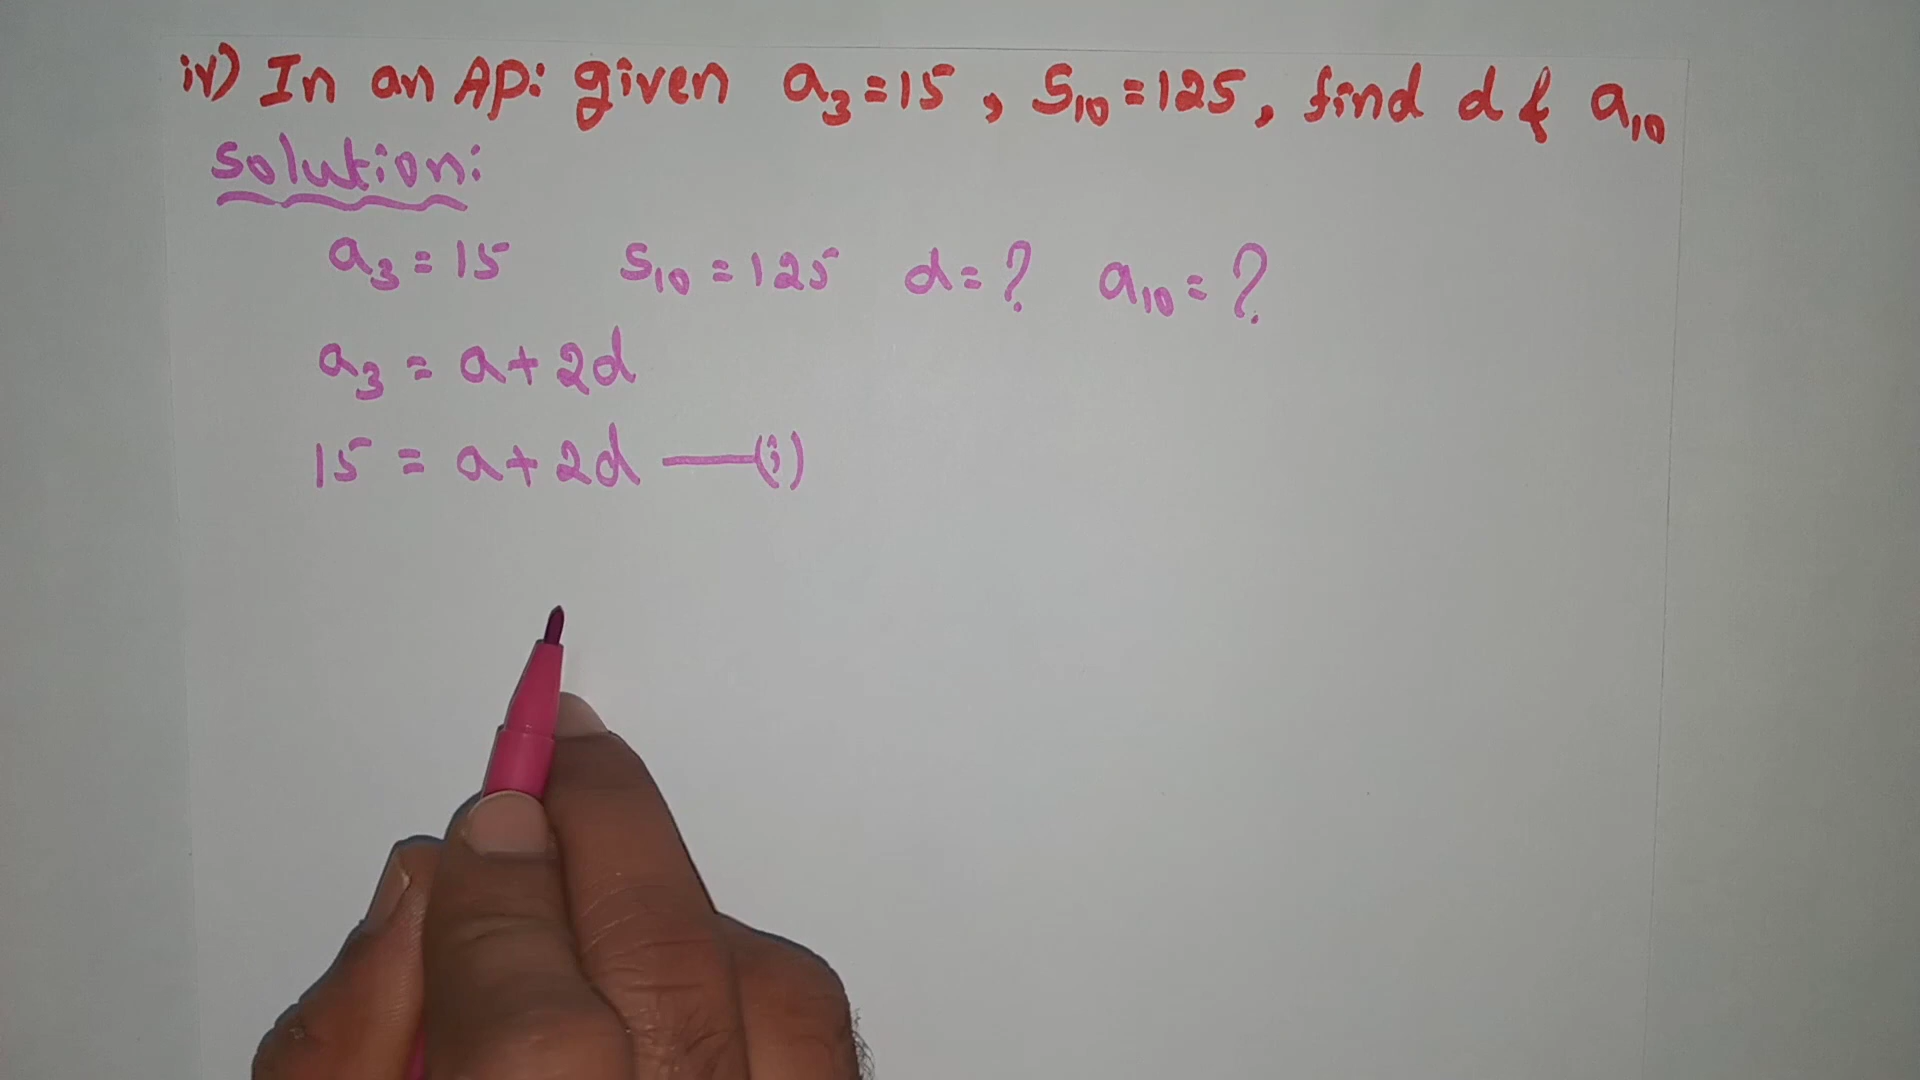 iv) In an AP: given a₃=15, S₁₀=125, find d & a₁₀
Solution:
a₃=15 S₁₀=125 d=? a₁₀=?
a₃ = a+2d
15 = a+2d —(i)